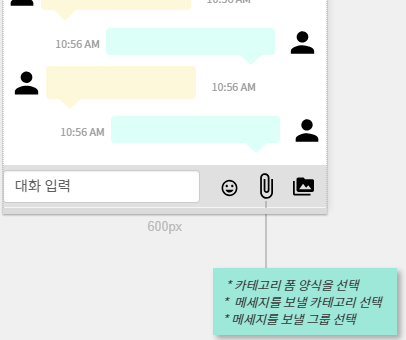 10:56 AM
10:56 AM
10:56 AM
10:56 AM
대화 입력
600px
* 카테고리 폼 양식을 선택
* 메세지를 보낼 카테고리 선택
* 메세지를 보낼 그룹 선택